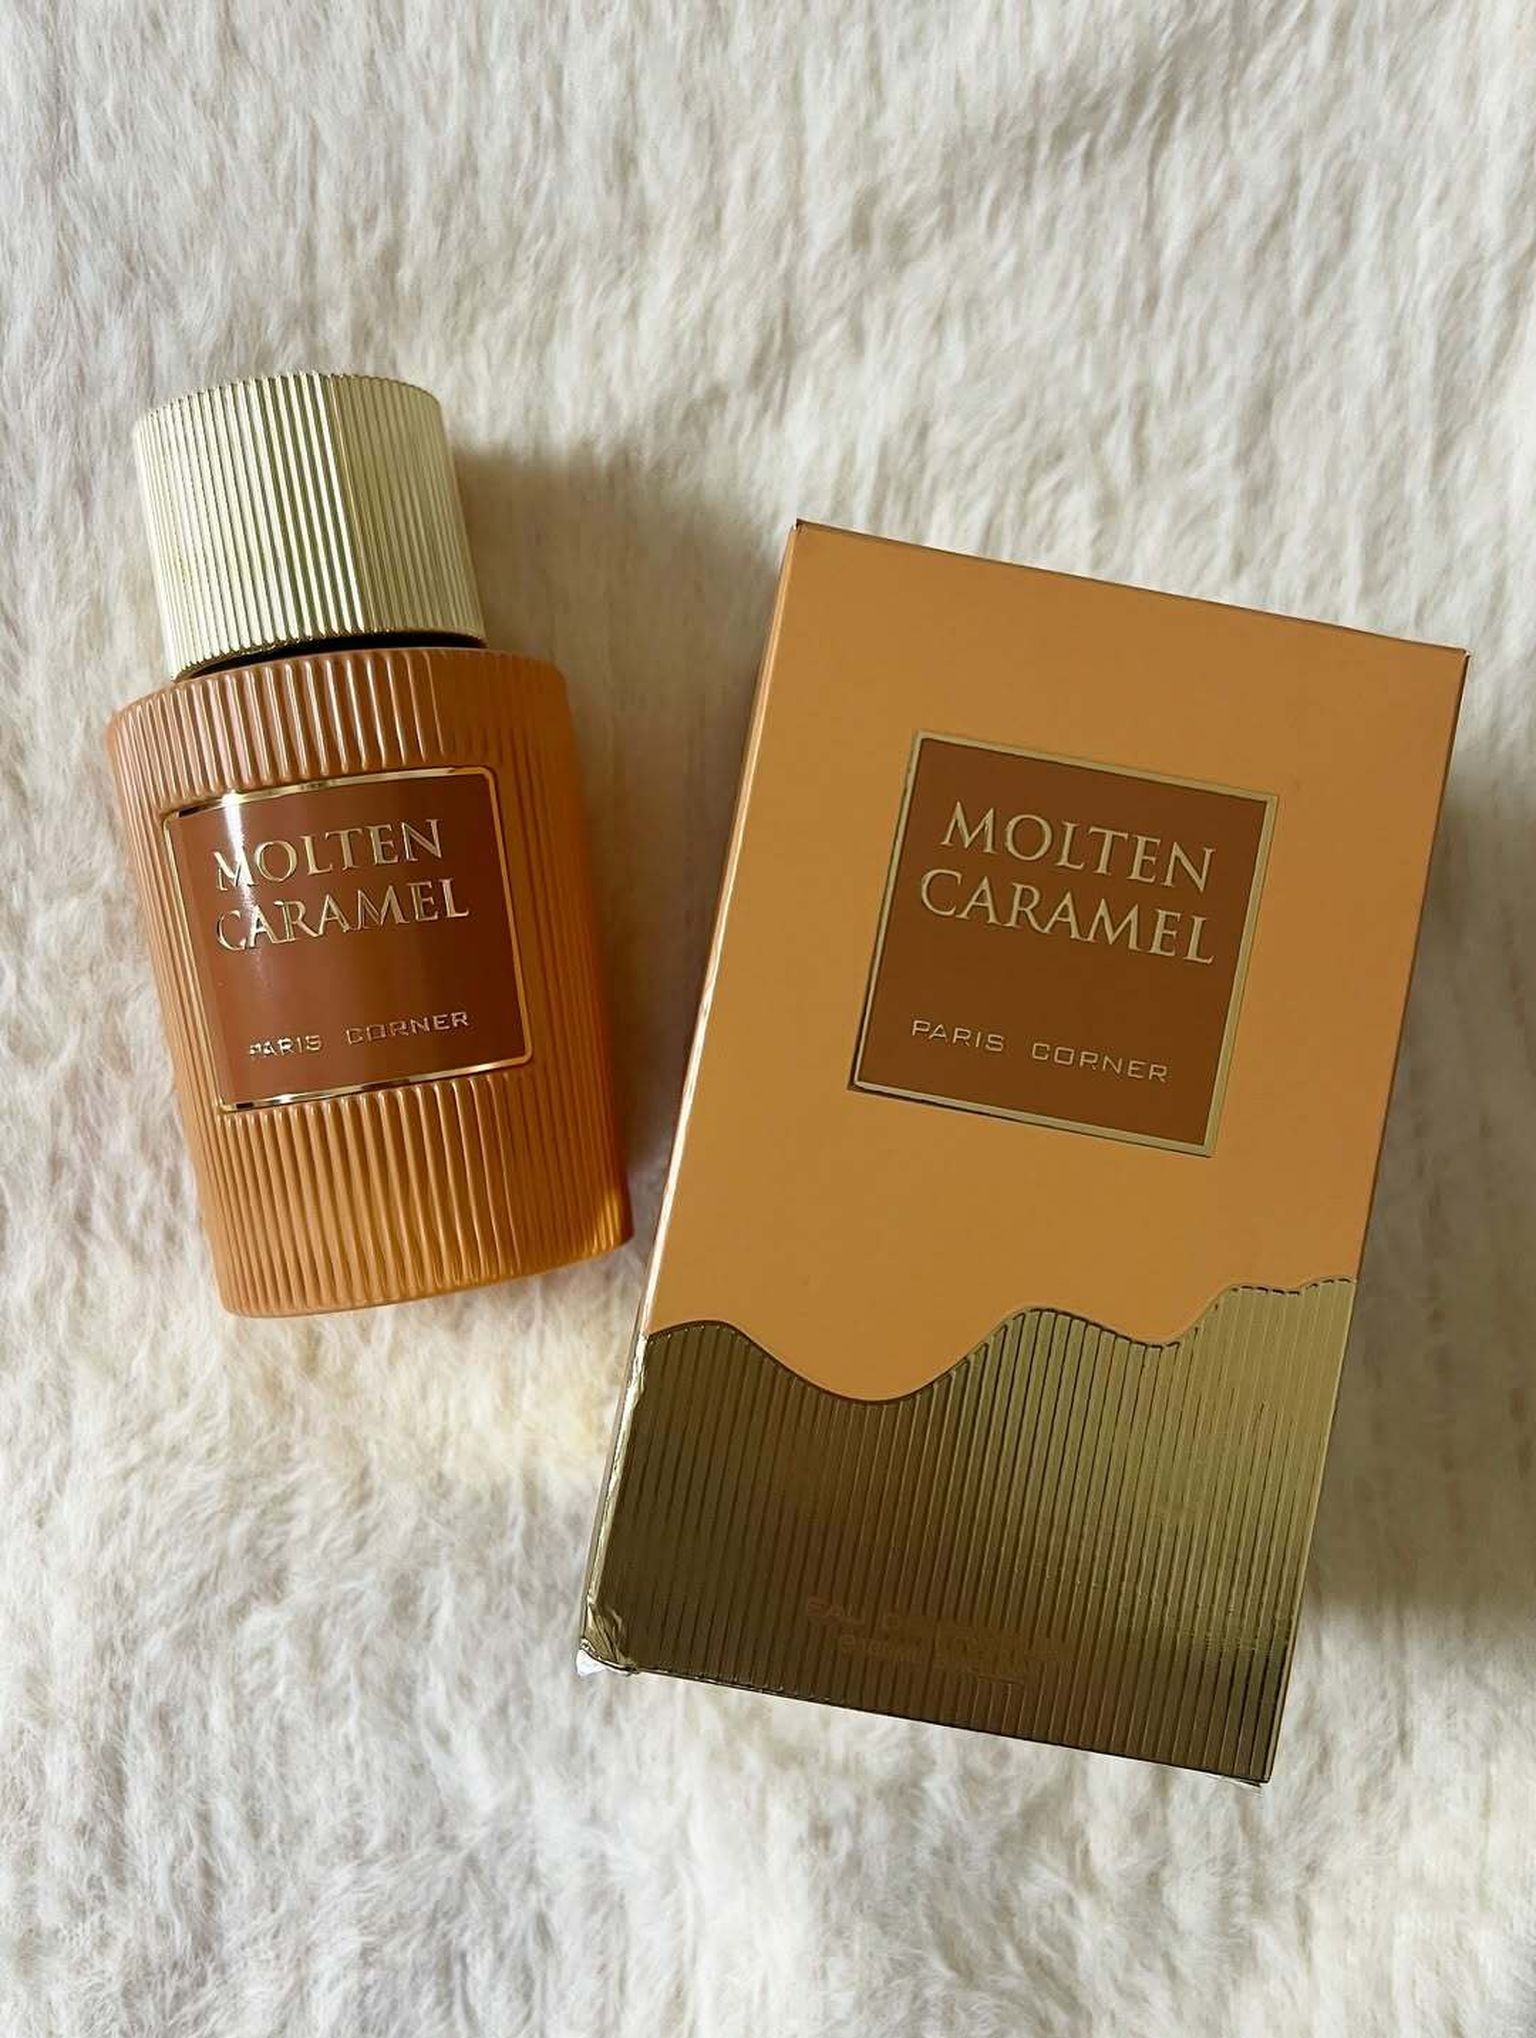 MOLTEN
CARAMEL
PARIS CORNER
MOLTEN
CARAMEL
PARIS CORNER